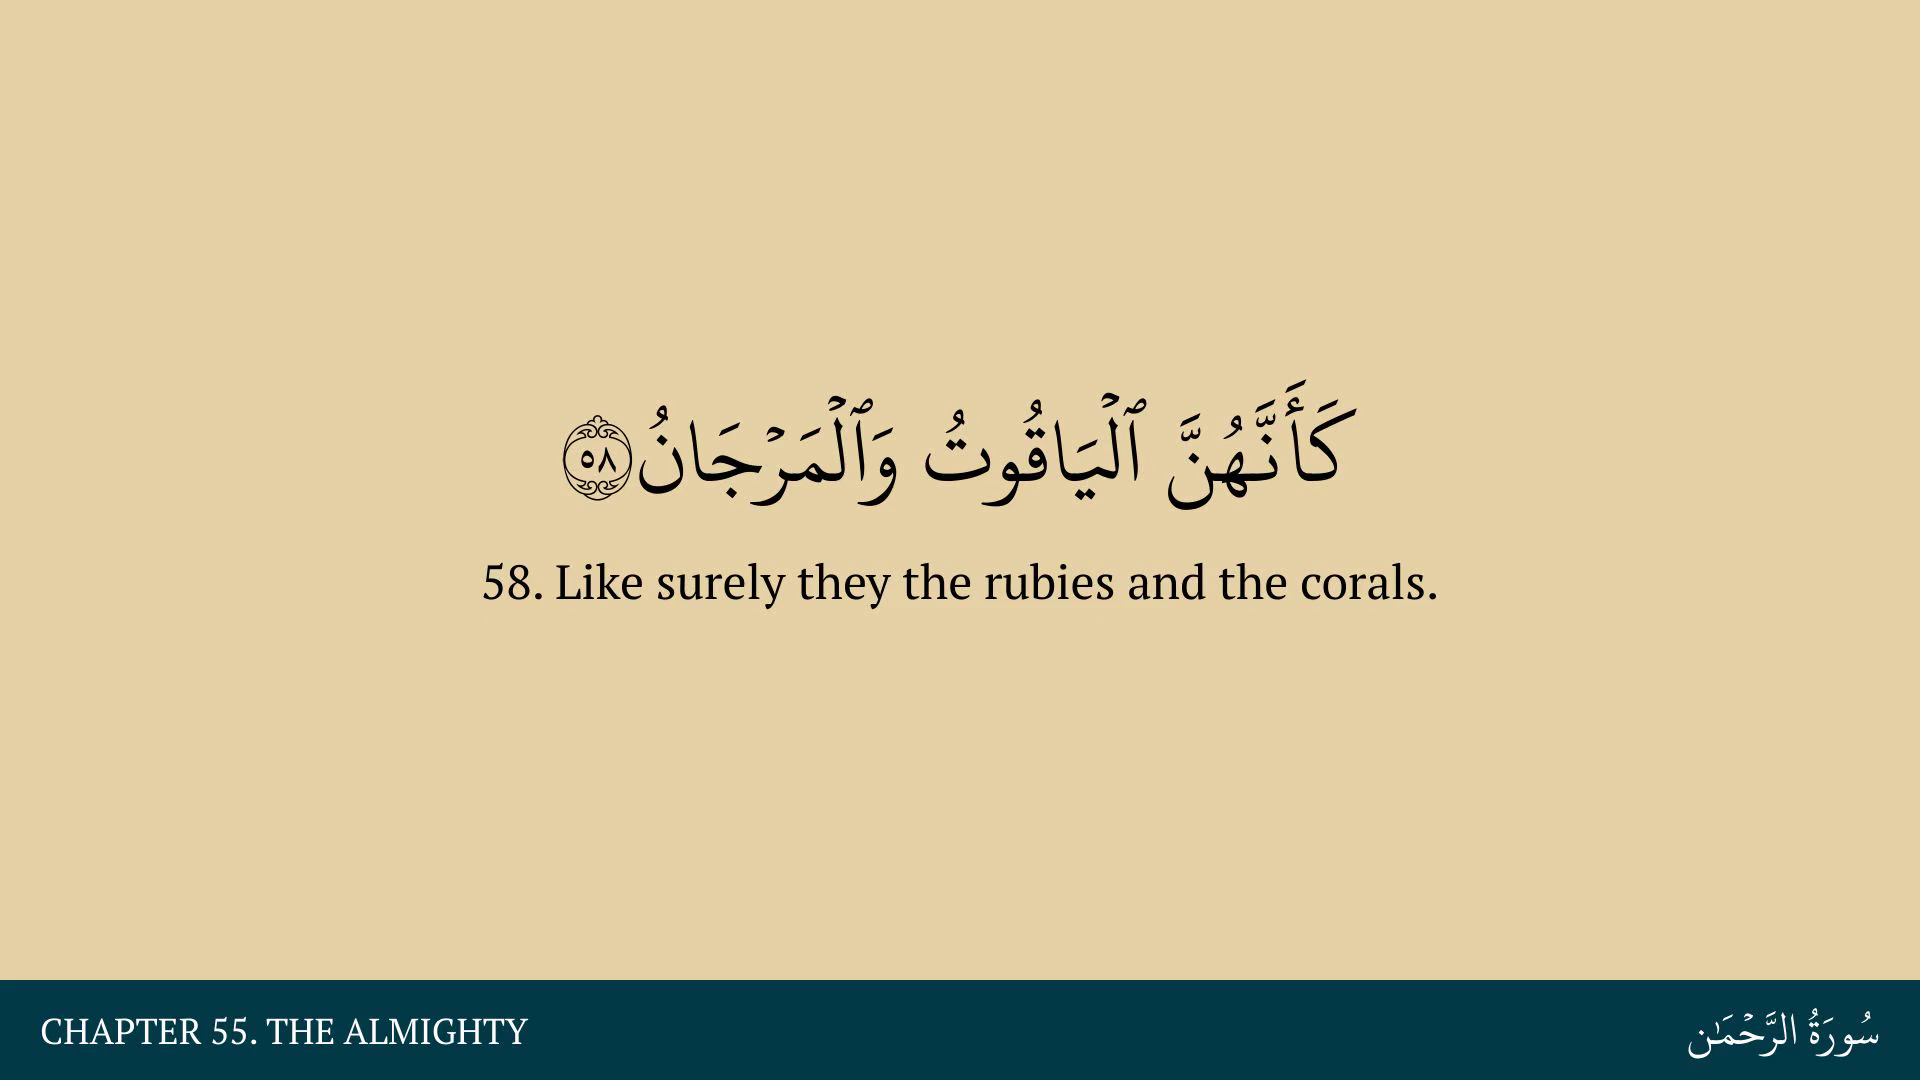 كَأَنَّهُنَّ ٱلْيَاقُوتُ وَٱلْمَرْجَانُ ٥٨
58. Like surely they the rubies and the corals.
CHAPTER 55. THE ALMIGHTY
سُورَةُ الرَّحْمَٰن